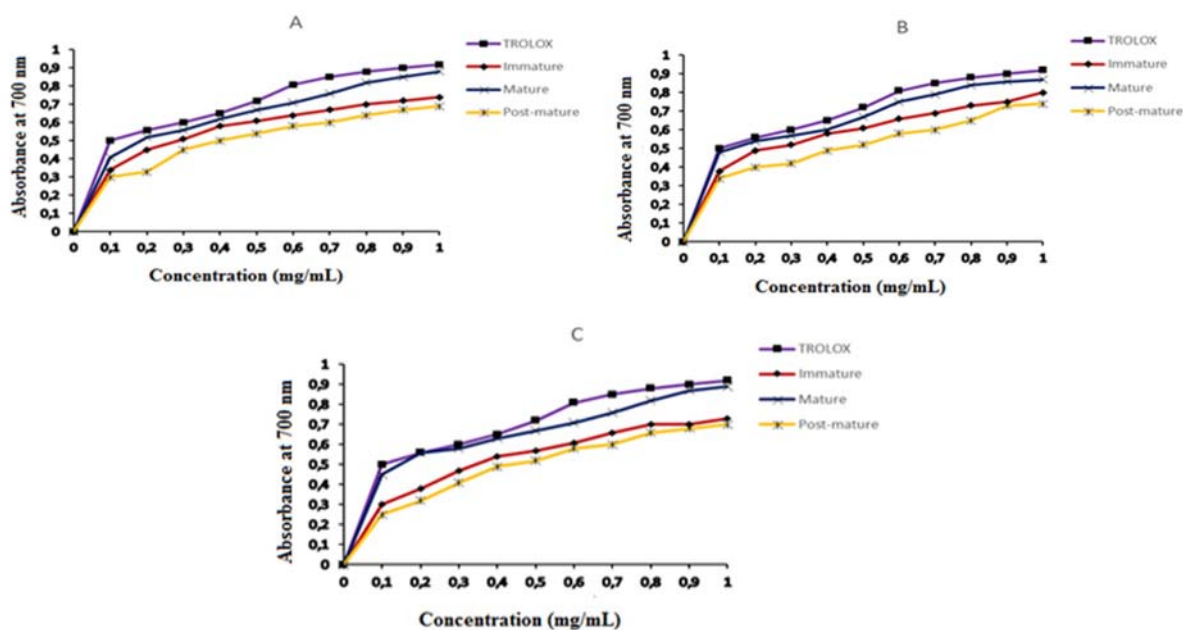 A
TROLOX
Immature
Mature
Post-mature
Absorbance at 700 nm
1
0,9
0,8
0,7
0,6
0,5
0,4
0,3
0,2
0,1
0
0 0,1 0,2 0,3 0,4 0,5 0,6 0,7 0,8 0,9 1
Concentration (mg/mL)
B
TROLOX
Immature
Mature
Post-mature
Absorbance at 700 nm
1
0,9
0,8
0,7
0,6
0,5
0,4
0,3
0,2
0,1
0
0 0,1 0,2 0,3 0,4 0,5 0,6 0,7 0,8 0,9 1
Concentration (mg/mL)
C
TROLOX
Immature
Mature
Post-mature
Absorbance at 700 nm
1
0,9
0,8
0,7
0,6
0,5
0,4
0,3
0,2
0,1
0
0 0,1 0,2 0,3 0,4 0,5 0,6 0,7 0,8 0,9 1
Concentration (mg/mL)